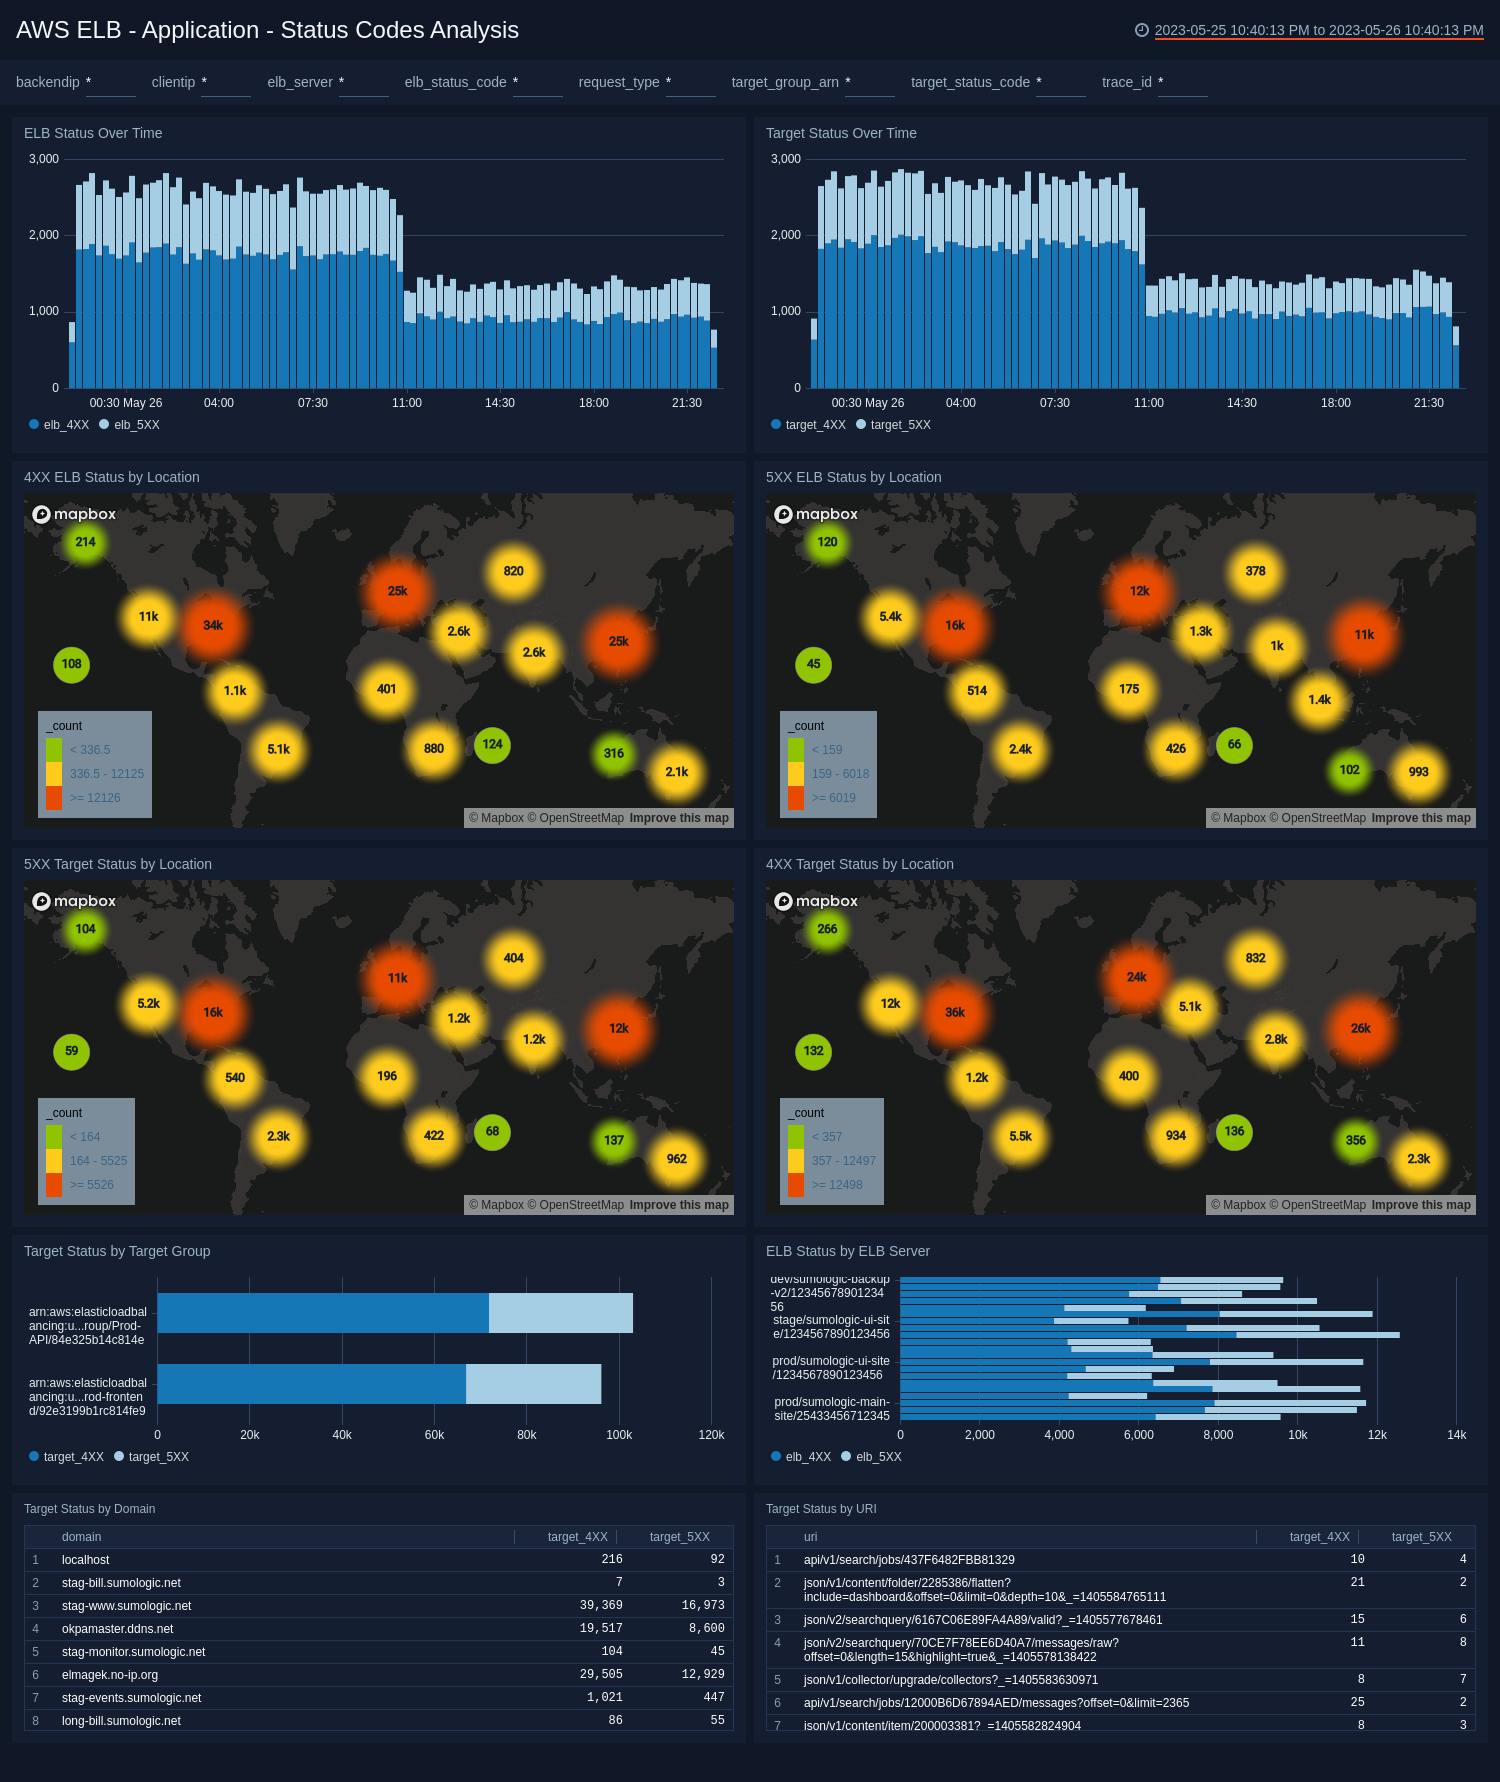 AWS ELB - Application - Status Codes Analysis
2023-05-25 10:40:13 PM to 2023-05-26 10:40:13 PM
backendip * clientip * elb_server * elb_status_code * request_type * target_group_arn * target_status_code * trace_id *
ELB Status Over Time
3,000
2,000
1,000
0
00:30 May 26 04:00 07:30 11:00 14:30 18:00 21:30
elb_4XX elb_5XX
Target Status Over Time
3,000
2,000
1,000
0
00:30 May 26 04:00 07:30 11:00 14:30 18:00 21:30
target_4XX target_5XX
4XX ELB Status by Location
mapbox
214
820
25k
11k
34k
2.6k
25k
2.6k
108
1.1k
401
5.1k
880
124
316
2.1k
_count
< 336.5
336.5 - 12125
>= 12126
© Mapbox © OpenStreetMap Improve this map
5XX ELB Status by Location
mapbox
120
378
12k
5.4k
16k
1.3k
11k
1k
45
514
175
1.4k
2.4k
426
66
102
993
_count
< 159
159 - 6018
>= 6019
© Mapbox © OpenStreetMap Improve this map
5XX Target Status by Location
mapbox
104
404
11k
5.2k
16k
1.2k
12k
1.2k
59
540
196
2.3k
422
68
137
962
_count
< 164
164 - 5525
>= 5526
© Mapbox © OpenStreetMap Improve this map
4XX Target Status by Location
mapbox
266
832
24k
12k
36k
5.1k
26k
2.8k
132
1.2k
400
5.5k
934
136
356
2.3k
_count
< 357
357 - 12497
>= 12498
© Mapbox © OpenStreetMap Improve this map
Target Status by Target Group
arn:aws:elasticloadbal
ancing:u...roup/Prod-
API/84e325b14c814e
arn:aws:elasticloadbal
ancing:u...rod-fronten
d/92e3199b1rc814fe9
0 20k 40k 60k 80k 100k 120k
target_4XX target_5XX
ELB Status by ELB Server
dev/sumologic-backup
-v2/12345678901234
56
stage/sumologic-ui-sit
e/1234567890123456
prod/sumologic-ui-site
/1234567890123456
prod/sumologic-main-
site/25433456712345
0 2,000 4,000 6,000 8,000 10k 12k 14k
elb_4XX elb_5XX
Target Status by Domain
domain target_4XX target_5XX
1 localhost 216 92
2 stag-bill.sumologic.net 7 3
3 stag-www.sumologic.net 39,369 16,973
4 okpamaster.ddns.net 19,517 8,600
5 stag-monitor.sumologic.net 104 45
6 elmagek.no-ip.org 29,505 12,929
7 stag-events.sumologic.net 1,021 447
8 long-bill.sumologic.net 86 55
Target Status by URI
uri target_4XX target_5XX
1 api/v1/search/jobs/437F6482FBB81329 10 4
2 json/v1/content/folder/2285386/flatten? 21 2
include=dashboard&offset=0&limit=0&depth=10&_=1405584765111
3 json/v2/searchquery/6167C06E89FA4A89/valid?_=1405577678461 15 6
4 json/v2/searchquery/70CE7F78EE6D40A7/messages/raw? 11 8
offset=0&length=15&highlight=true&_=1405578138422
5 json/v1/collector/upgrade/collectors?_=1405583630971 8 7
6 api/v1/search/jobs/12000B6D67894AED/messages?offset=0&limit=2365 25 2
7 json/v1/content/item/200003381?_=1405582824904 8 3